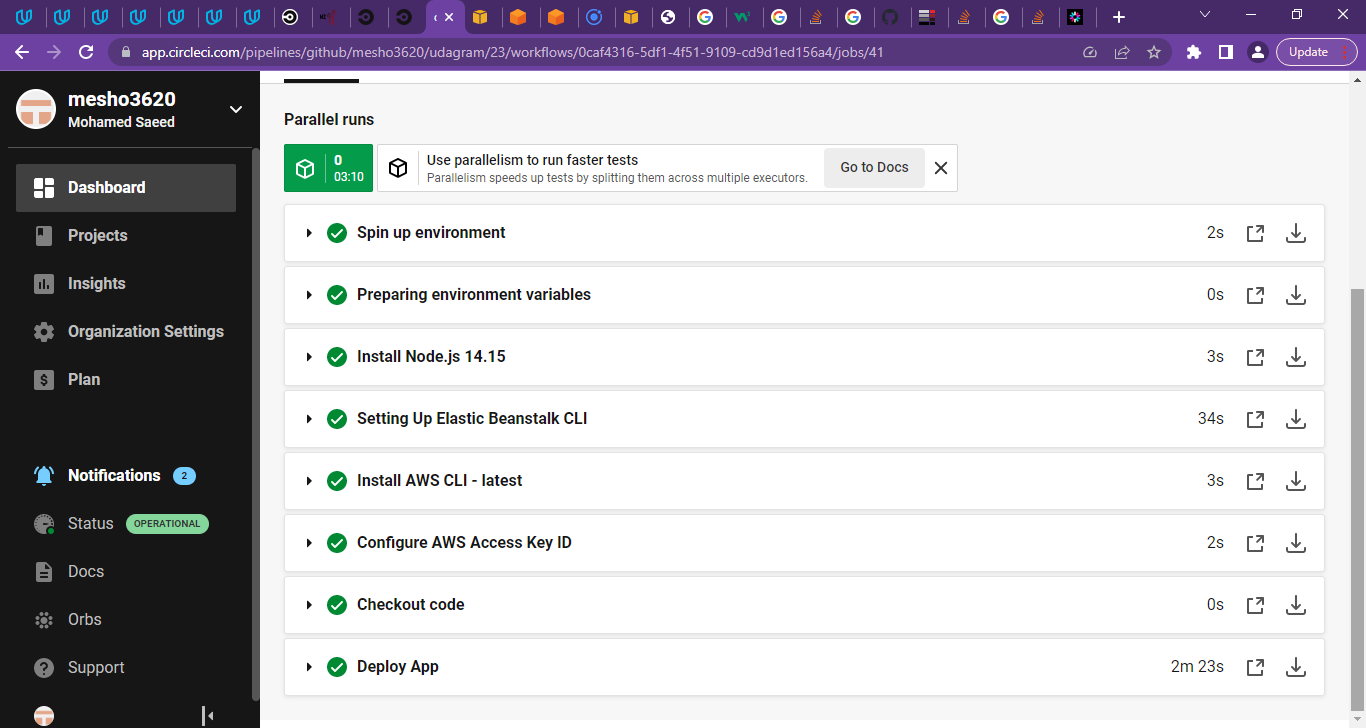 Update
app.circleci.com/pipelines/github/mesho3620/udagram/23/workflows/0caf4316-5df1-4f51-9109-cd9d1ed156a4/jobs/41
mesho3620
Mohamed Saeed
Dashboard
Projects
Insights
Organization Settings
Plan
Notifications 2
Status OPERATIONAL
Docs
Orbs
Support
Parallel runs
0
03:10
Use parallelism to run faster tests
Parallelism speeds up tests by splitting them across multiple executors.
Go to Docs
Spin up environment 2s
Preparing environment variables 0s
Install Node.js 14.15 3s
Setting Up Elastic Beanstalk CLI 34s
Install AWS CLI - latest 3s
Configure AWS Access Key ID 2s
Checkout code 0s
Deploy App 2m 23s